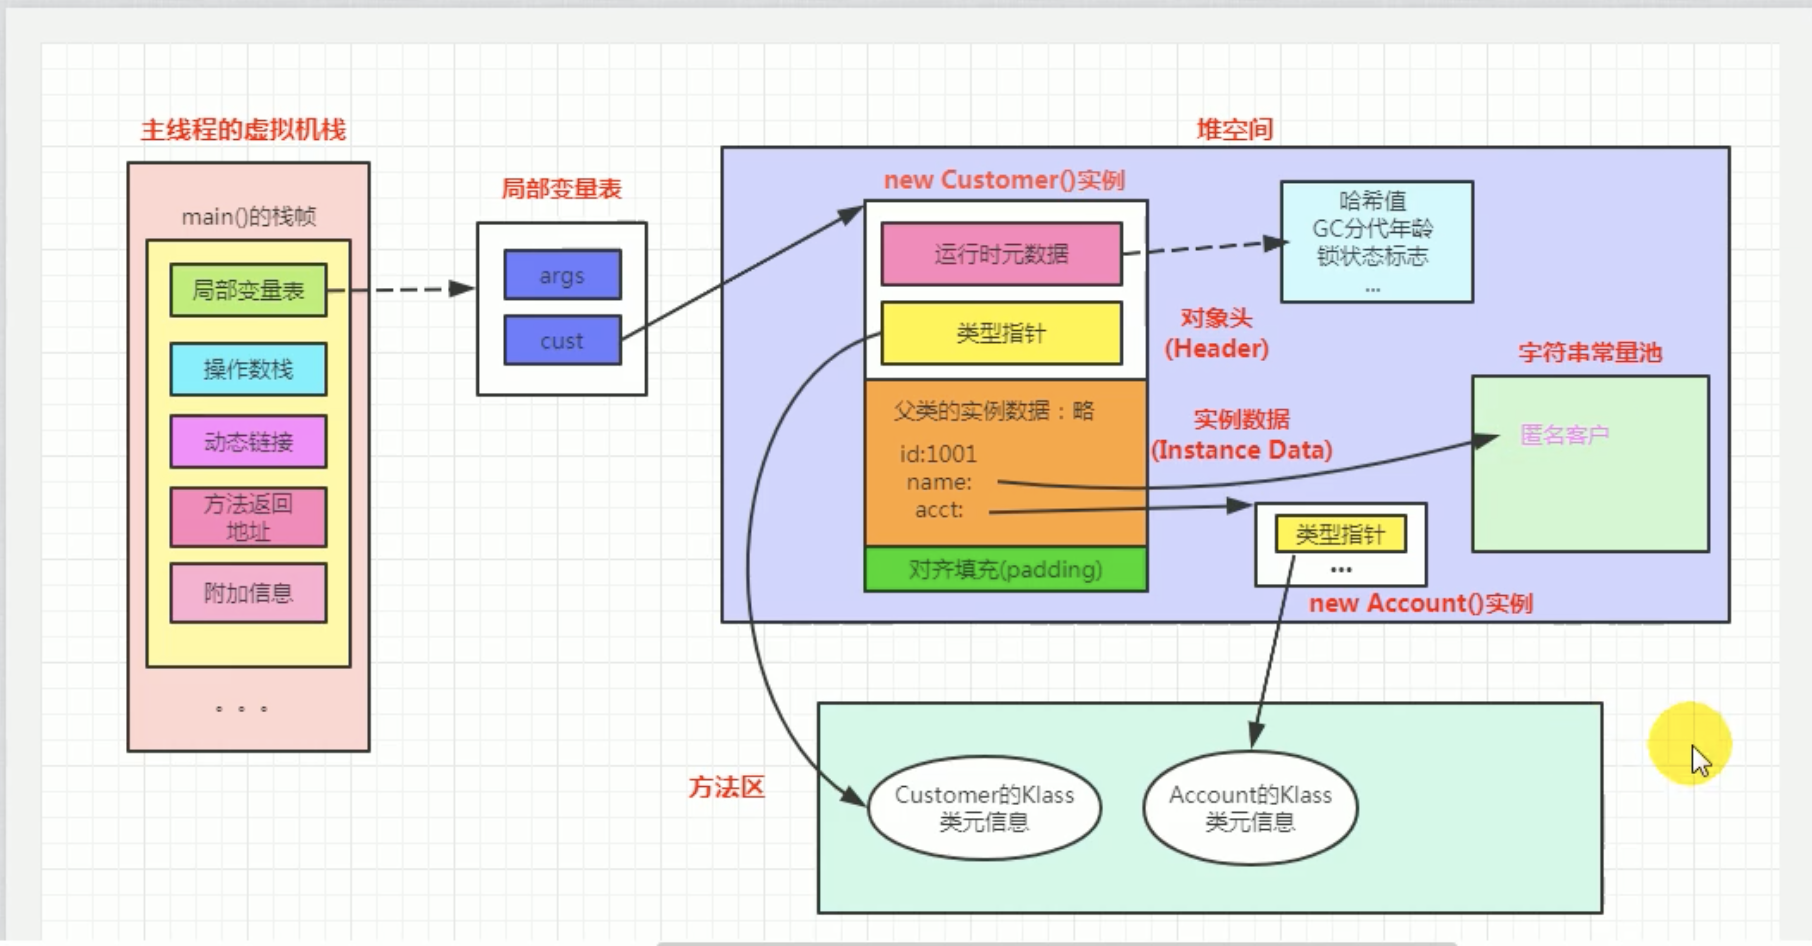 主线程的虚拟机栈
main()的栈帧
局部变量表
操作数栈
动态链接
方法返回
地址
附加信息
。。。
局部变量表
args
cust
堆空间
new Customer()实例
运行时元数据
类型指针
哈希值
GC分代年龄
锁状态标志
...
对象头
(Header)
父类的实例数据：略
id:1001
name:
acct:
对齐填充(padding)
实例数据
(Instance Data)
字符串常量池
匿名客户
类型指针
...
new Account()实例
方法区
Customer的Klass
类元信息
Account的Klass
类元信息